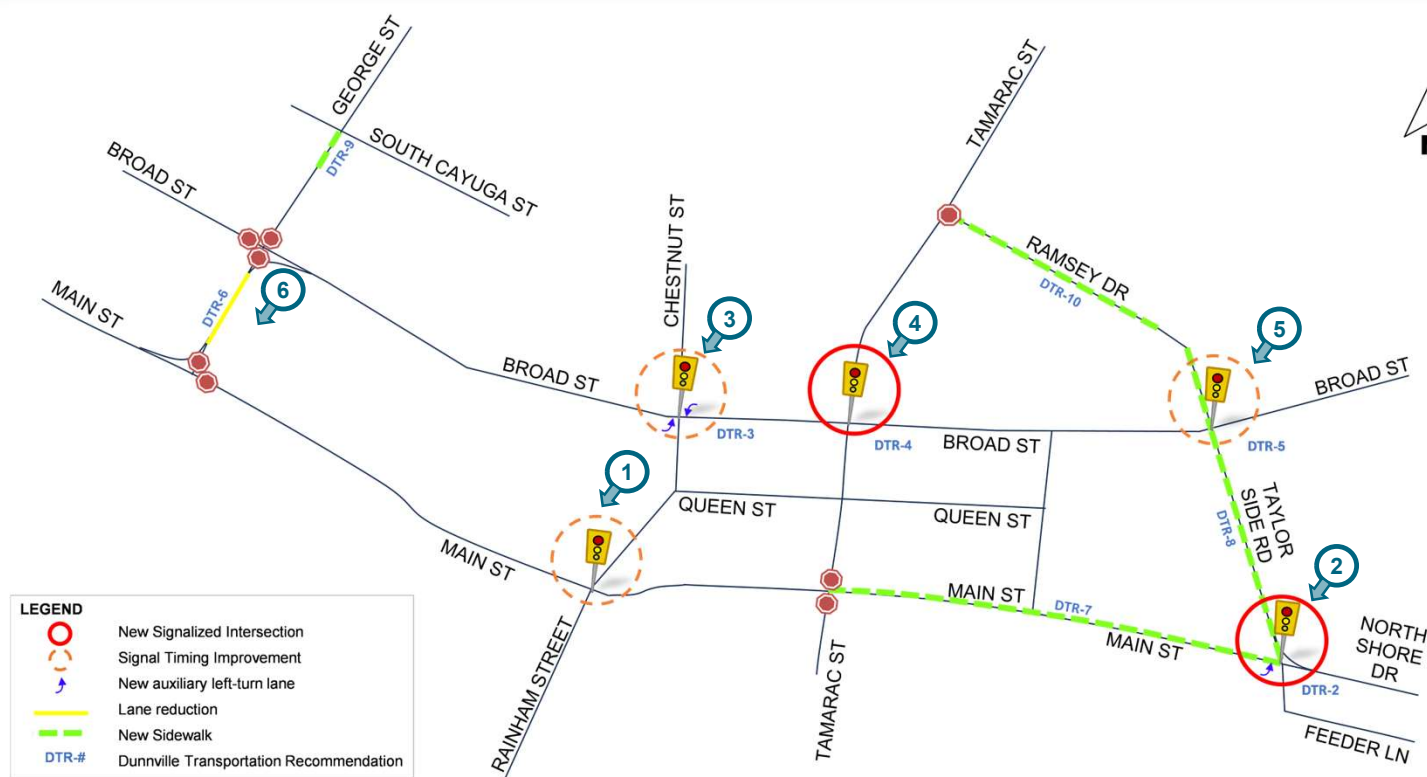 GEORGE ST
TAMARAC ST
SOUTH CAYUGA ST
DTR-9
BROAD ST
CHESTNUT ST
RAMSEY DR
DTR-10
MAIN ST
DTR-6
6
3
4
5
BROAD ST
BROAD ST
DTR-3
DTR-4
BROAD ST
DTR-5
1
QUEEN ST
QUEEN ST
TAYLOR
SIDE RD
DTR-8
MAIN ST
2
MAIN ST
DTR-7
MAIN ST
NORTH
SHORE
DR
DTR-2
RAINHAM STREET
TAMARAC ST
FEEDER LN
LEGEND
New Signalized Intersection
Signal Timing Improvement
New auxiliary left-turn lane
Lane reduction
New Sidewalk
DTR-# Dunnville Transportation Recommendation